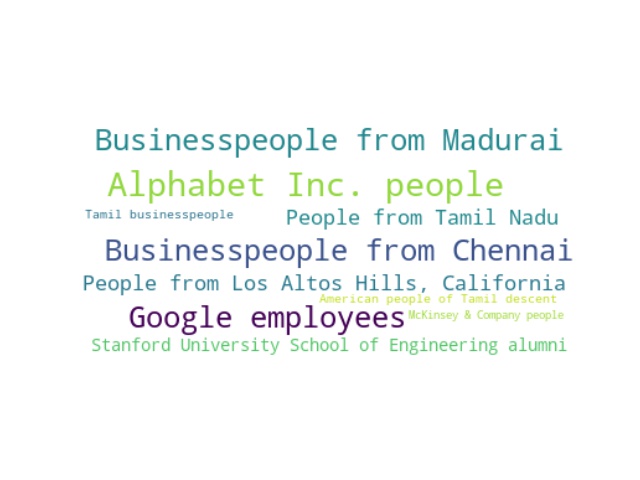 Businesspeople from Madurai
Alphabet Inc. people
Tamil businesspeople
People from Tamil Nadu
Businesspeople from Chennai
People from Los Altos Hills, California
American people of Tamil descent
Google employees
McKinsey & Company people
Stanford University School of Engineering alumni